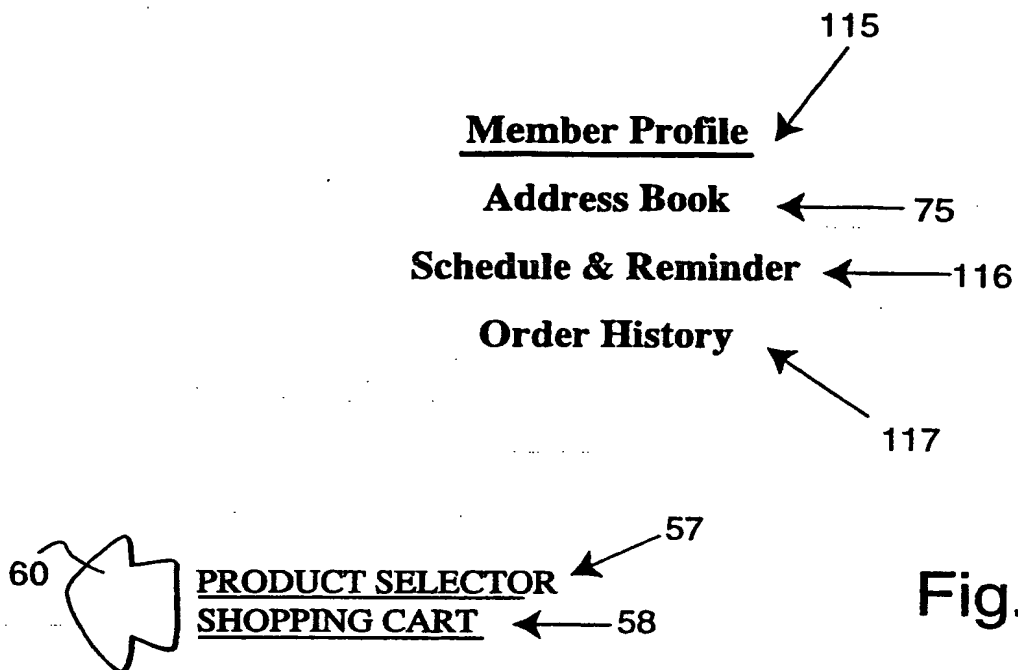 115
Member Profile
Address Book 75
Schedule & Reminder 116
Order History
117
57
60 PRODUCT SELECTOR
SHOPPING CART 58
Fig.